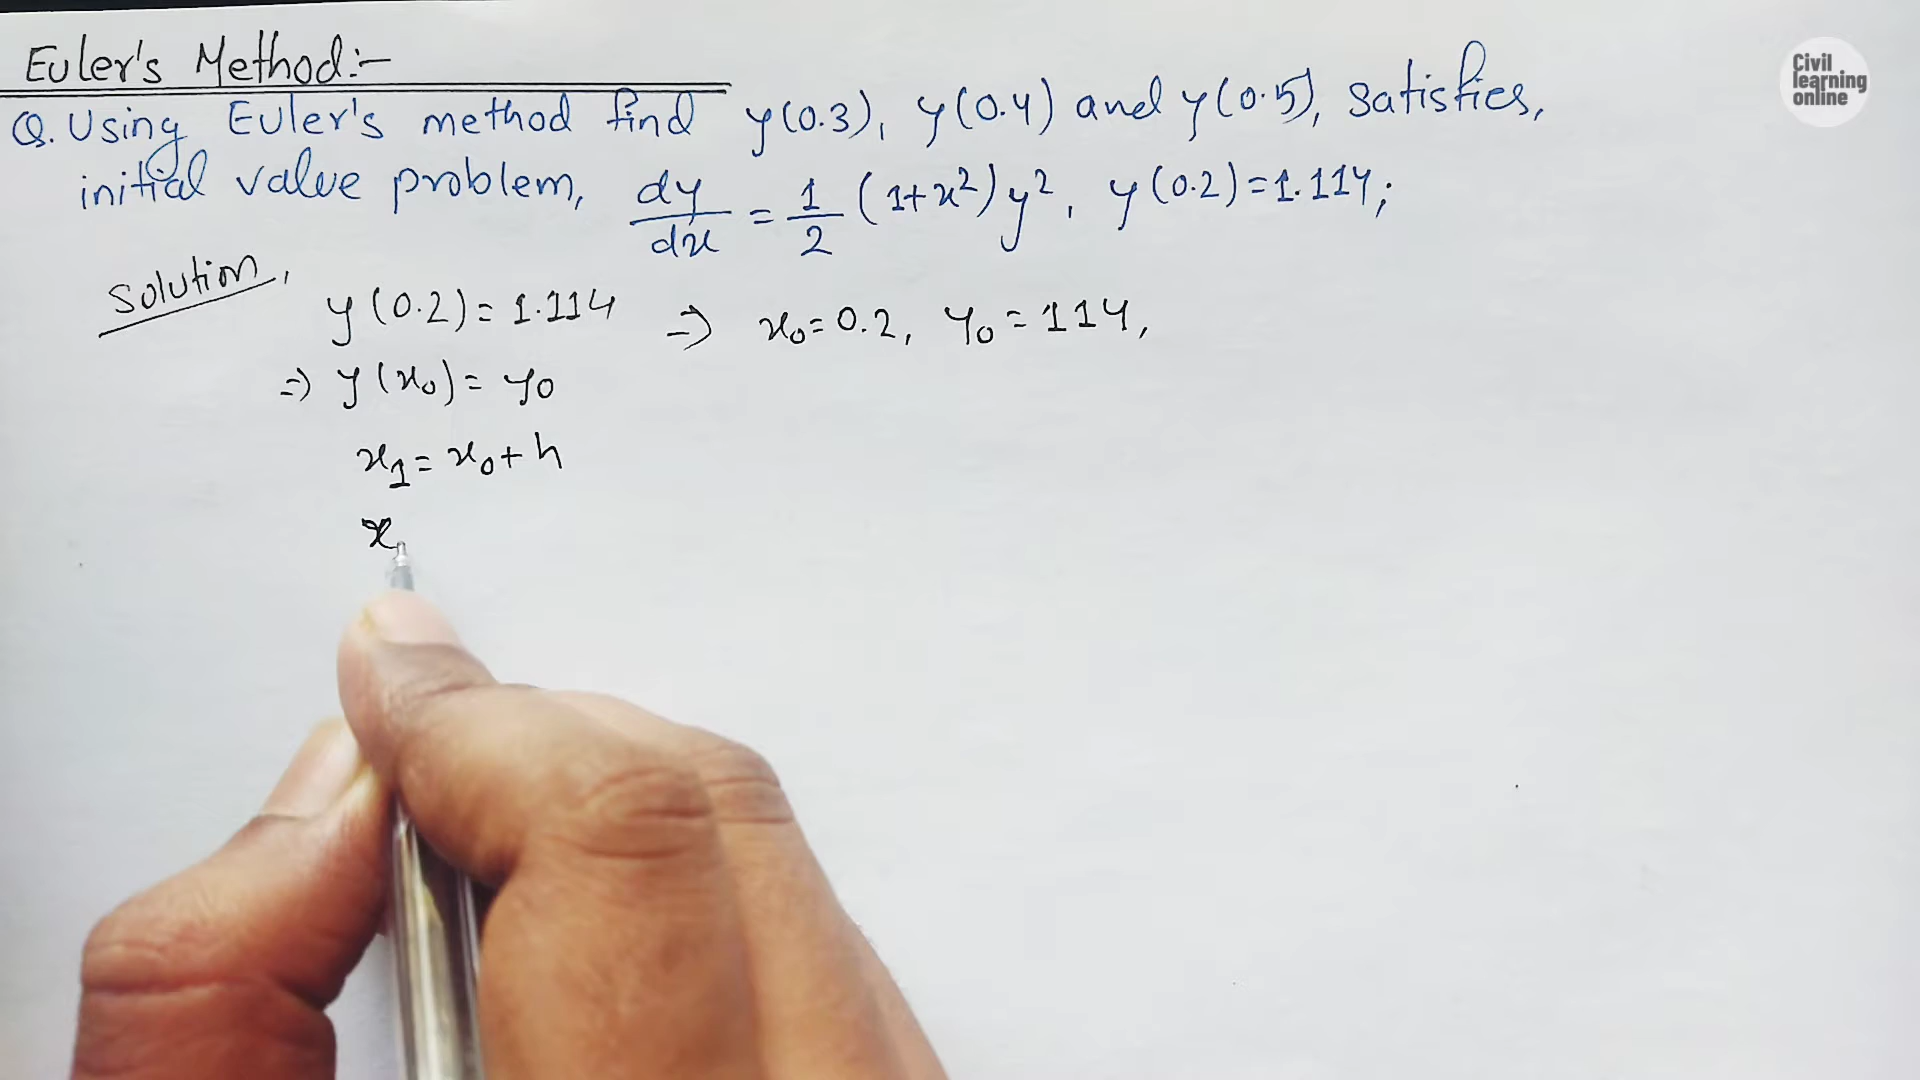 Euler's Method:-
Q. Using Euler's method find y(0.3), y(0.4) and y(0.5), satisfies,
initial value problem, dy/dx = 1/2 (1+x²)y², y(0.2)=1.114;
Solution,
y(0.2)=1.114 ⇒ x₀=0.2, y₀=114,
⇒ y(x₀)=y₀
x₁=x₀+h
x
Civil
learning
online